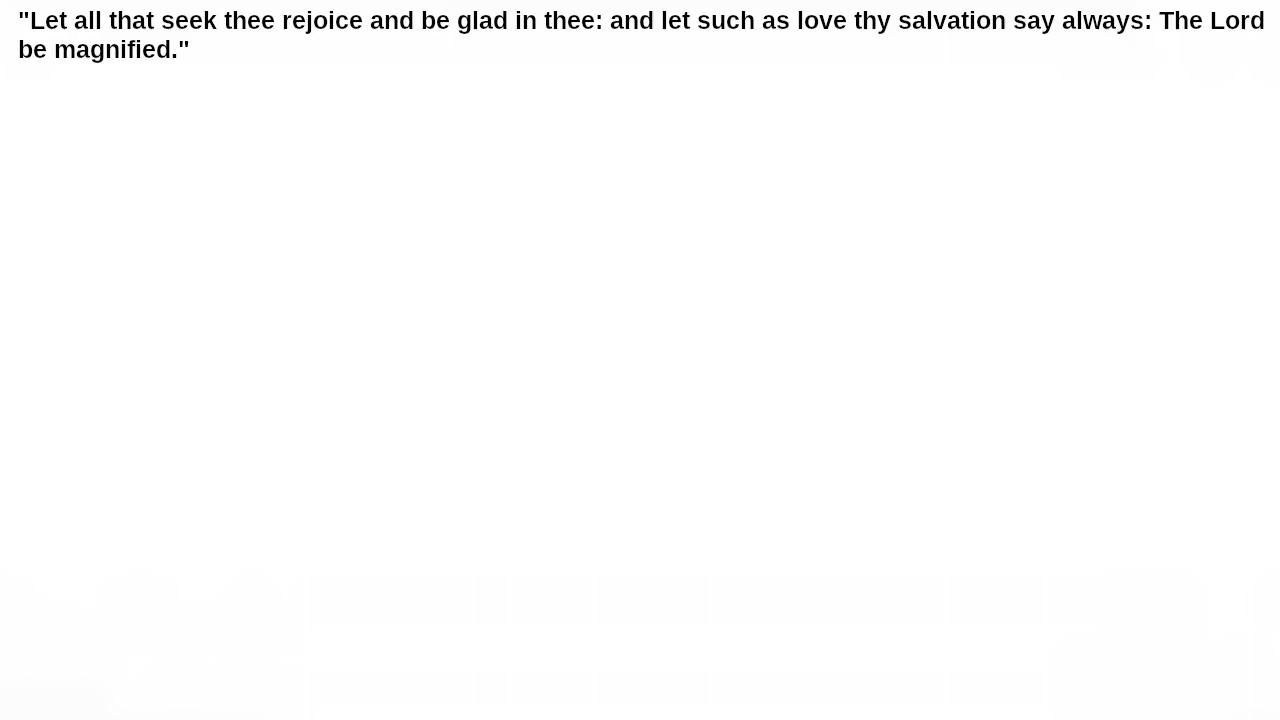 "Let all that seek thee rejoice and be glad in thee: and let such as love thy salvation say always: The Lord
be magnified."